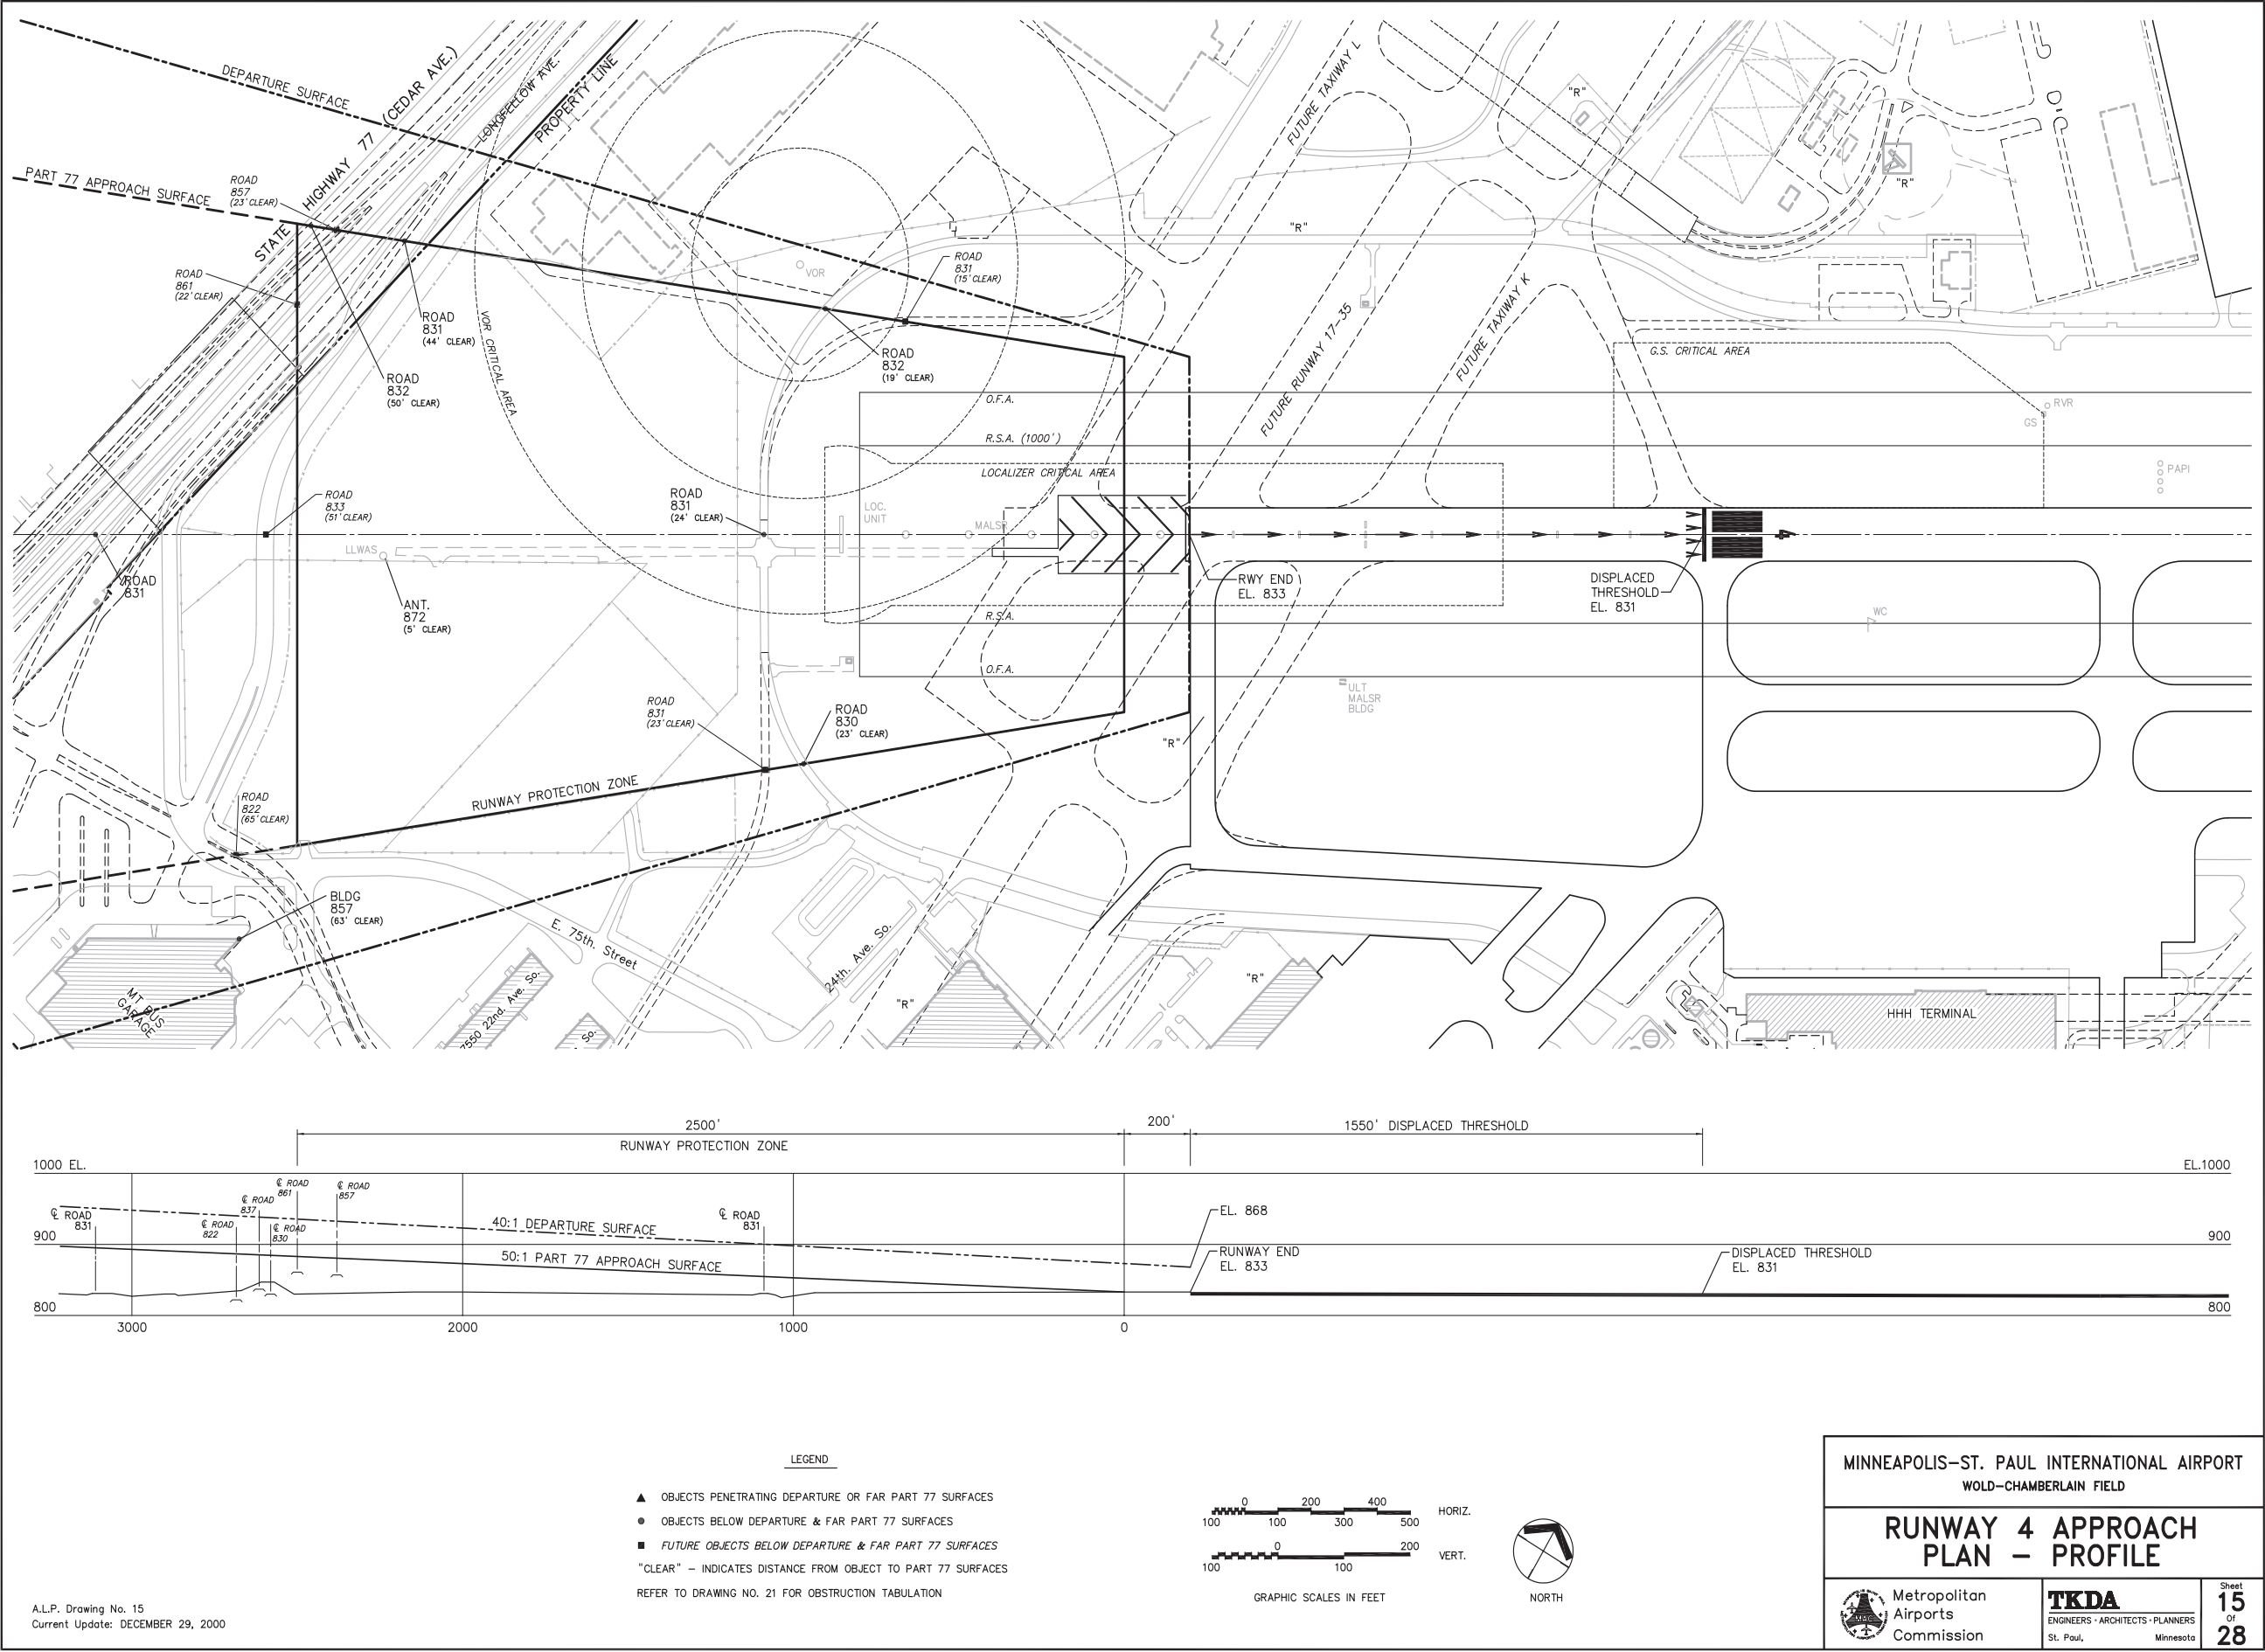 DEPARTURE SURFACE
STATE HIGHWAY 77 (CEDAR AVE.)
LONGFELLOW AVE.
PROPERTY LINE
PART 77 APPROACH SURFACE
ROAD
857
(23' CLEAR)
ROAD
861
(22' CLEAR)
ROAD
831
(44' CLEAR)
ROAD
832
(50' CLEAR)
VOR CRITICAL AREA
VOR
ROAD
831
(15' CLEAR)
ROAD
832
(19' CLEAR)
FUTURE TAXIWAY L
FUTURE RUNWAY 17-35
FUTURE TAXIWAY K
"R"
"R"
"R"
D'
G.S. CRITICAL AREA
RVR
GS
PAPI
O.F.A.
R.S.A. (1000')
LOCALIZER CRITICAL AREA
ROAD
833
(51' CLEAR)
ROAD
831
(24' CLEAR)
LOC.
UNIT
MALSR
LLWAS
ROAD
831
ANT.
872
(5' CLEAR)
RWY END
EL. 833
DISPLACED
THRESHOLD
EL. 831
4
WC
R.S.A.
O.F.A.
ULT
MALSR
BLDG
ROAD
831
(23' CLEAR)
ROAD
830
(23' CLEAR)
"R"
RUNWAY PROTECTION ZONE
ROAD
822
(65' CLEAR)
BLDG
857
(63' CLEAR)
E. 75th. Street
24th. Ave. So.
7550 22nd. Ave. So.
So.
MT BUS
GARAGE
"R"
"R"
HHH TERMINAL
2500'
200'
1550' DISPLACED THRESHOLD
RUNWAY PROTECTION ZONE
1000 EL.
EL.1000
℄ ROAD
831
℄ ROAD
822
℄ ROAD
837
℄ ROAD
861
℄ ROAD
830
℄ ROAD
857
℄ ROAD
831
40:1 DEPARTURE SURFACE
50:1 PART 77 APPROACH SURFACE
EL. 868
RUNWAY END
EL. 833
DISPLACED THRESHOLD
EL. 831
900
900
800
800
3000
2000
1000
0
LEGEND
OBJECTS PENETRATING DEPARTURE OR FAR PART 77 SURFACES
OBJECTS BELOW DEPARTURE & FAR PART 77 SURFACES
FUTURE OBJECTS BELOW DEPARTURE & FAR PART 77 SURFACES
"CLEAR" - INDICATES DISTANCE FROM OBJECT TO PART 77 SURFACES
REFER TO DRAWING NO. 21 FOR OBSTRUCTION TABULATION
0 200 400
HORIZ.
100 100 300 500
0 200
VERT.
100 100
GRAPHIC SCALES IN FEET
NORTH
A.L.P. Drawing No. 15
Current Update: DECEMBER 29, 2000
MINNEAPOLIS-ST. PAUL INTERNATIONAL AIRPORT
WOLD-CHAMBERLAIN FIELD
RUNWAY 4 APPROACH
PLAN - PROFILE
MAC
Metropolitan
Airports
Commission
TKDA
ENGINEERS • ARCHITECTS • PLANNERS
St. Paul, Minnesota
Sheet
15
Of
28